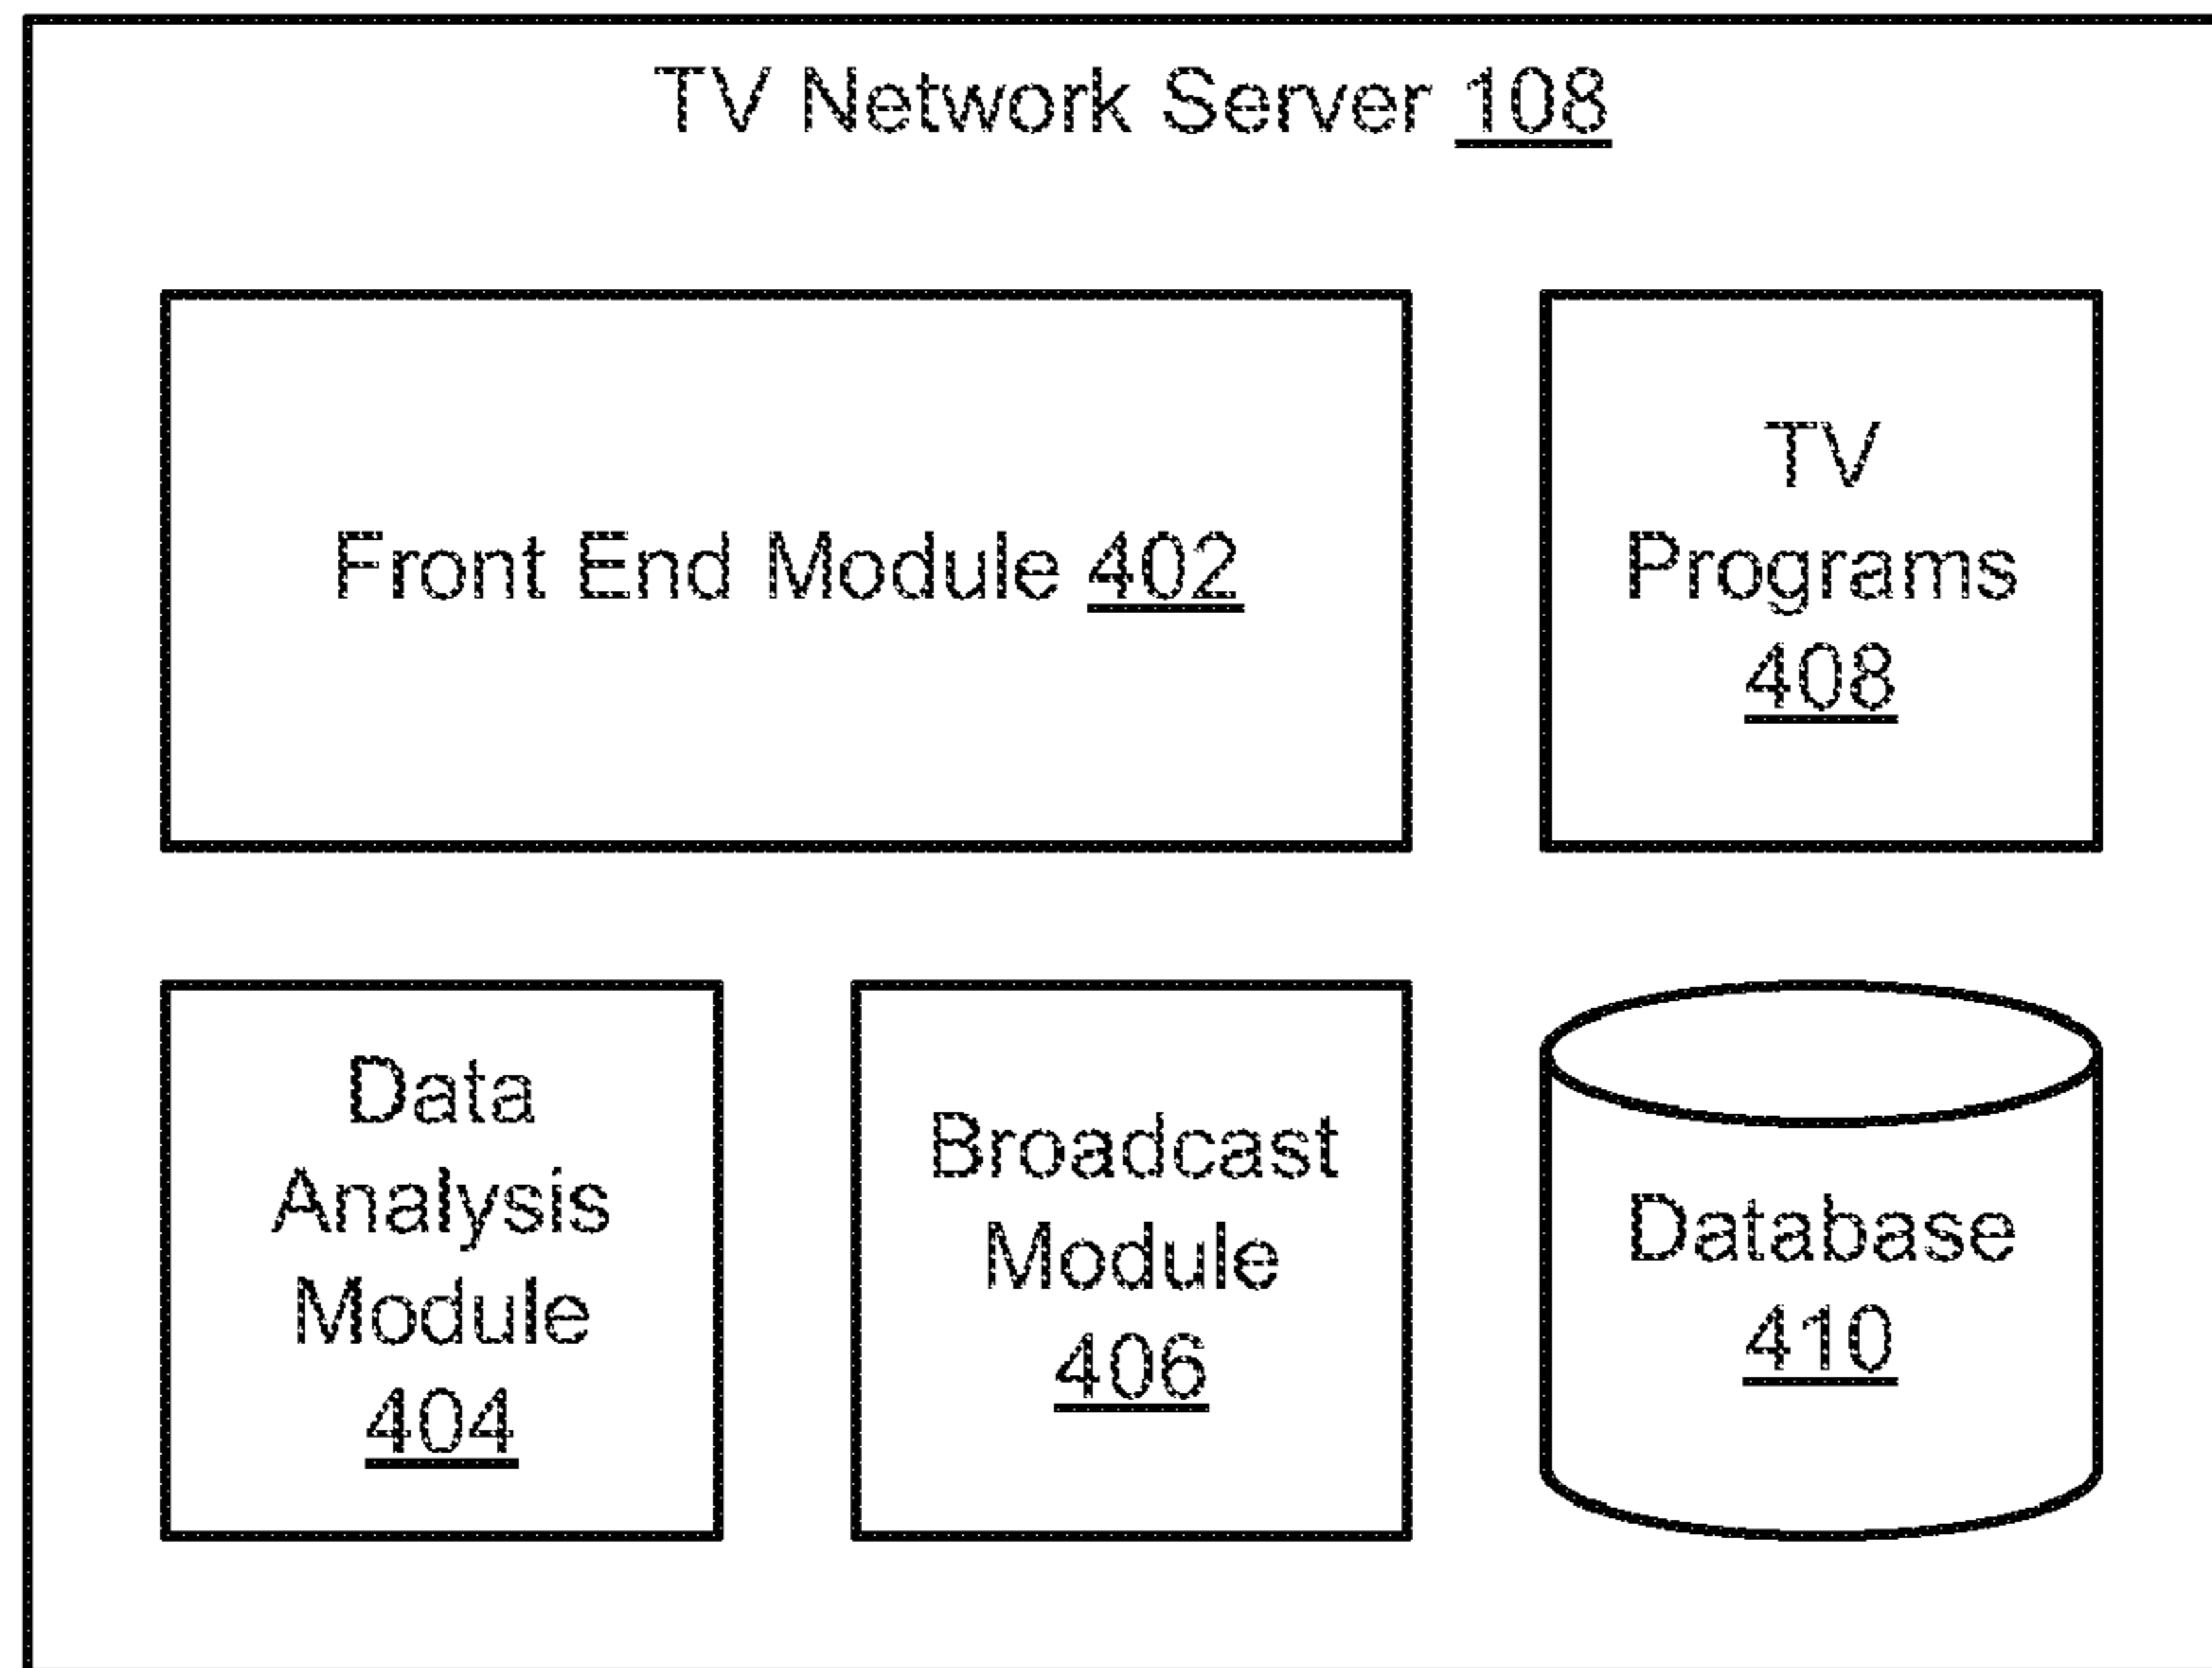 TV Network Server 108
Front End Module 402
TV
Programs
408
Data
Analysis
Module
404
Broadcast
Module
406
Database
410